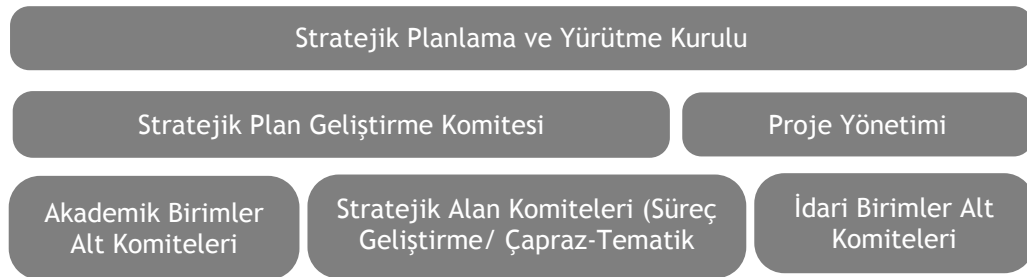 Stratejik Planlama ve Yürütme Kurulu
Stratejik Plan Geliştirme Komitesi
Proje Yönetimi
Akademik Birimler
Alt Komiteleri
Stratejik Alan Komiteleri (Süreç
Geliştirme/ Çapraz-Tematik
İdari Birimler Alt
Komiteleri